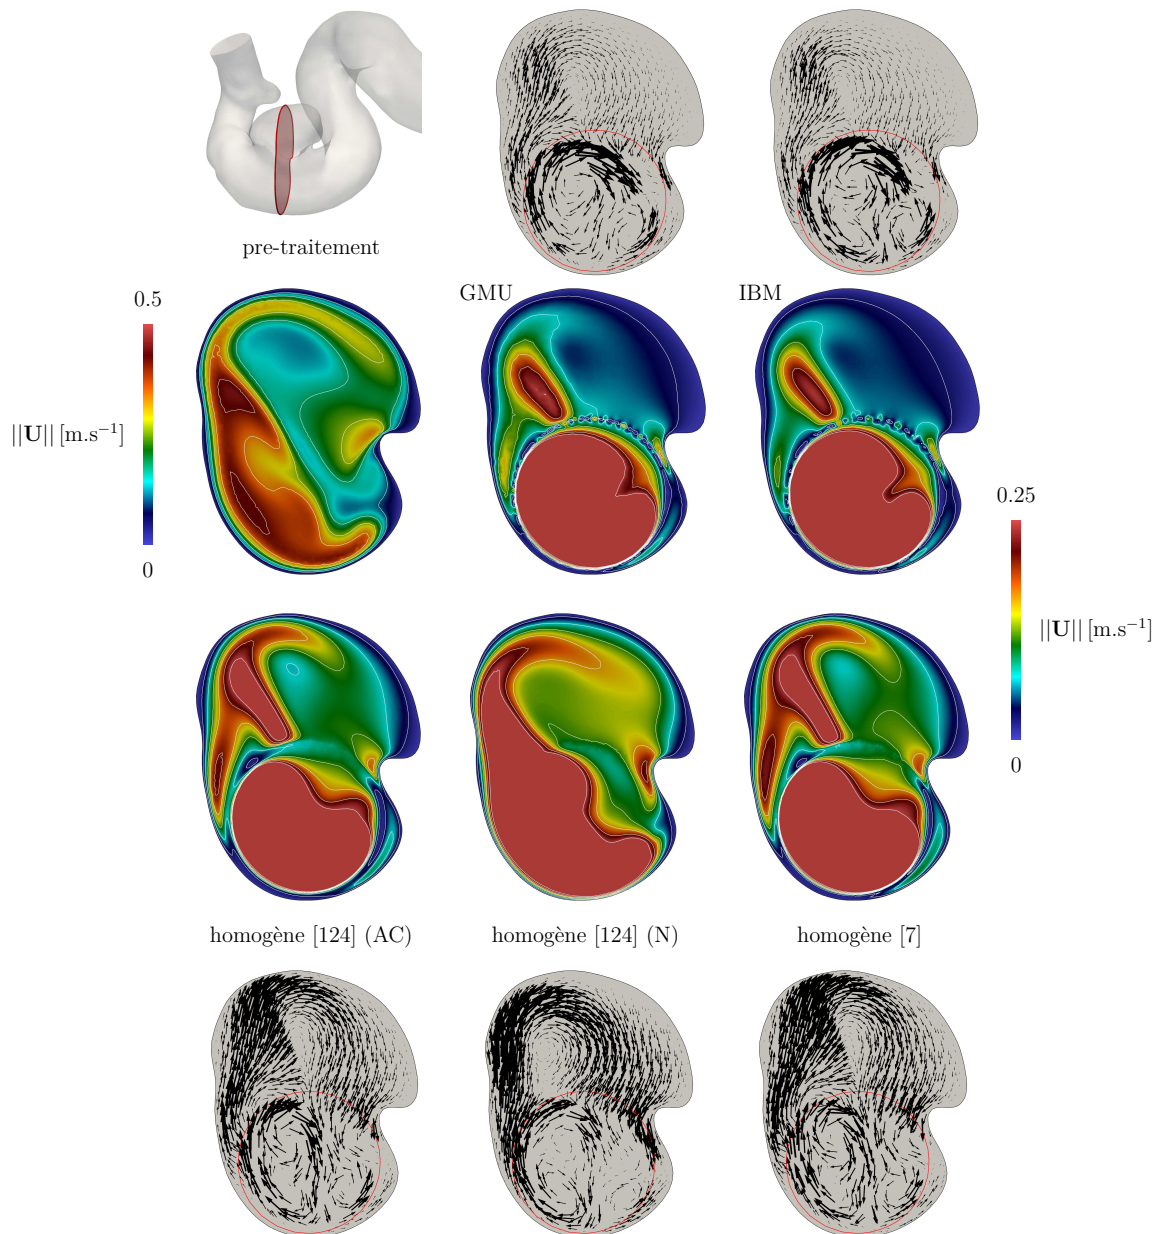 pre-traitement
GMU
IBM
0.5
||U|| [m.s⁻¹]
0
0.25
||U|| [m.s⁻¹]
0
homogène [124] (AC)
homogène [124] (N)
homogène [7]